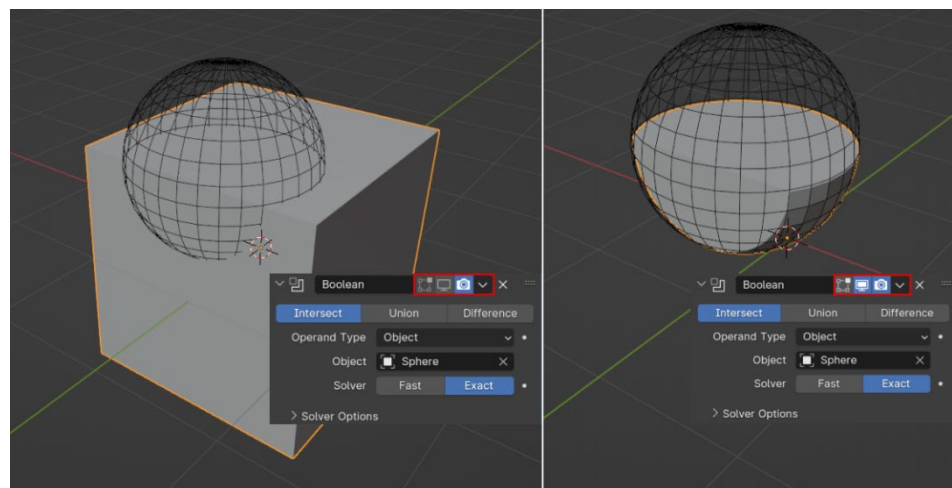 Boolean
Intersect Union Difference
Operand Type Object
Object Sphere
Solver Fast Exact
Solver Options
Boolean
Intersect Union Difference
Operand Type Object
Object Sphere
Solver Fast Exact
Solver Options